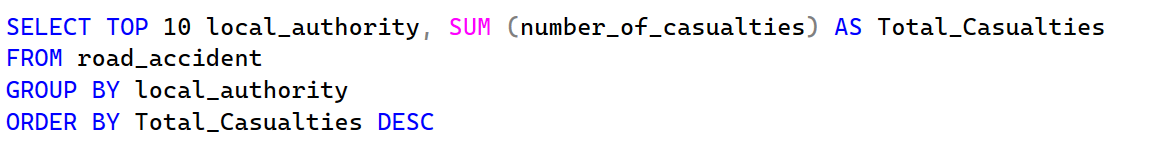 SELECT TOP 10 local_authority, SUM (number_of_casualties) AS Total_Casualties
FROM road_accident
GROUP BY local_authority
ORDER BY Total_Casualties DESC